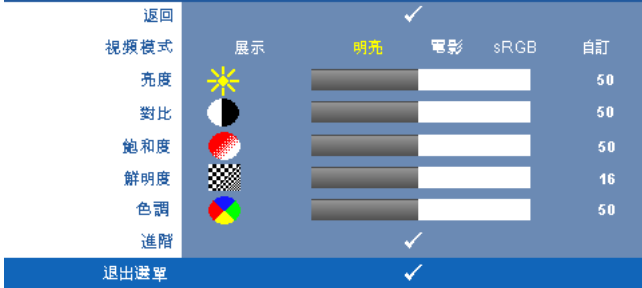 返回
視頻模式 展示 明亮 電影 sRGB 自訂
亮度 50
對比 50
飽和度 50
鮮明度 16
色調 50
進階
退出選單